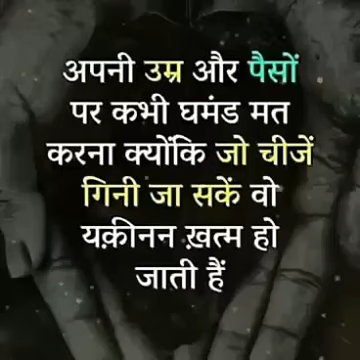 अपनी उम्र और पैसों
पर कभी घमंड मत
करना क्योंकि जो चीजें
गिनी जा सकें वो
यक़ीनन ख़त्म हो
जाती हैं